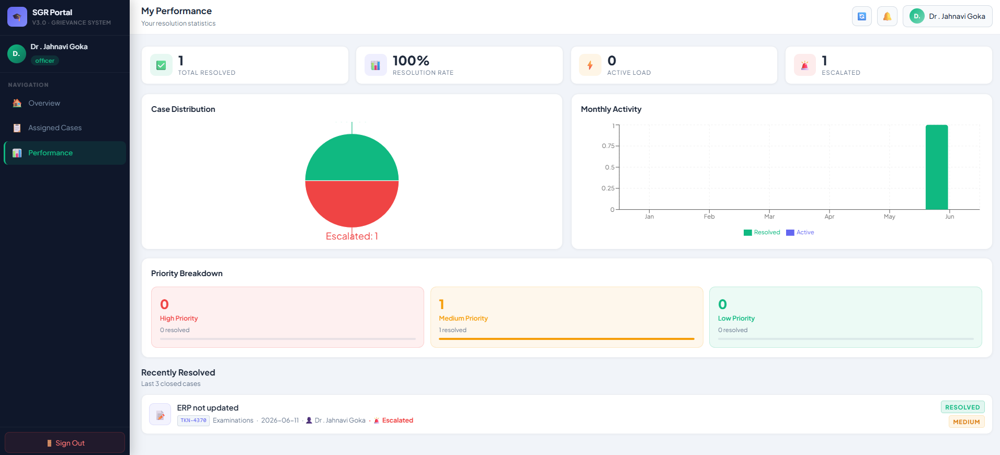 SGR Portal
V3.0 · GRIEVANCE SYSTEM
D.
Dr . Jahnavi Goka
officer
NAVIGATION
Overview
Assigned Cases
Performance
Sign Out
My Performance
Your resolution statistics
D.
Dr . Jahnavi Goka
1
TOTAL RESOLVED
100%
RESOLUTION RATE
0
ACTIVE LOAD
1
ESCALATED
Case Distribution
Escalated: 1
Monthly Activity
1
0.75
0.5
0.25
0
Jan Feb Mar Apr May Jun
Resolved Active
Priority Breakdown
0
High Priority
0 resolved
1
Medium Priority
1 resolved
0
Low Priority
0 resolved
Recently Resolved
Last 3 closed cases
ERP not updated
TKN-4370 Examinations · 2026-06-11 · Dr . Jahnavi Goka · Escalated
RESOLVED
MEDIUM